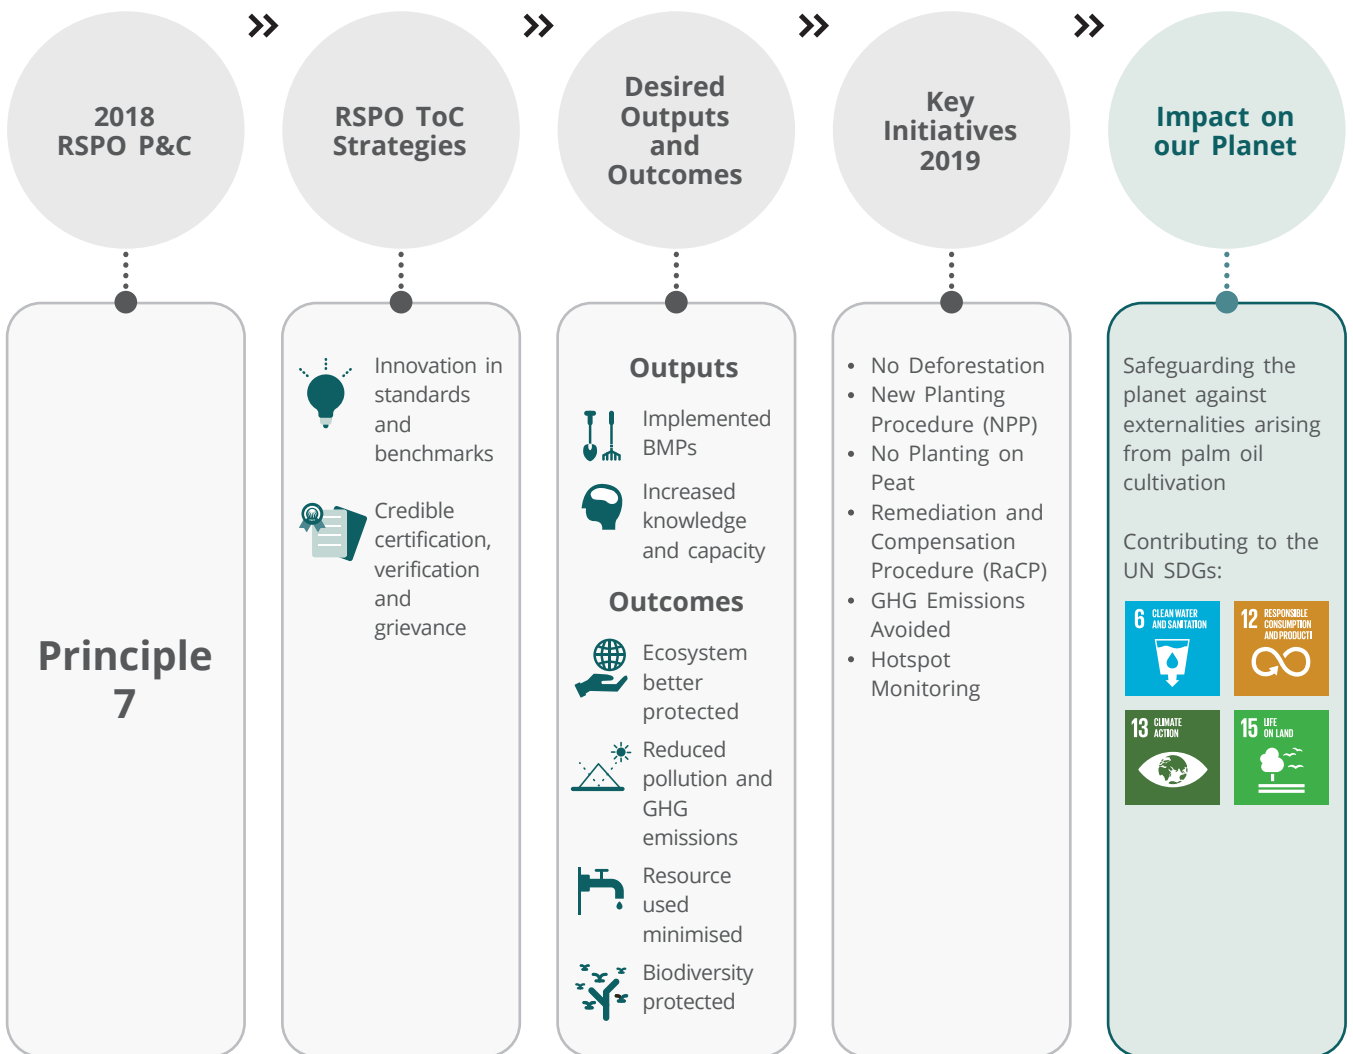 2018
RSPO P&C
RSPO ToC
Strategies
Desired
Outputs
and
Outcomes
Key
Initiatives
2019
Impact on
our Planet
Principle
7
Innovation in
standards
and
benchmarks
Credible
certification,
verification
and
grievance
Outputs
Implemented
BMPs
Increased
knowledge
and capacity
Outcomes
Ecosystem
better
protected
Reduced
pollution and
GHG
emissions
Resource
used
minimised
Biodiversity
protected
• No Deforestation
• New Planting
Procedure (NPP)
• No Planting on
Peat
• Remediation and
Compensation
Procedure (RaCP)
• GHG Emissions
Avoided
• Hotspot
Monitoring
Safeguarding the
planet against
externalities arising
from palm oil
cultivation
Contributing to the
UN SDGs:
6 CLEAN WATER
AND SANITATION
12 RESPONSIBLE
CONSUMPTION
AND PRODUCTI
13 CLIMATE
ACTION
15 LIFE
ON LAND